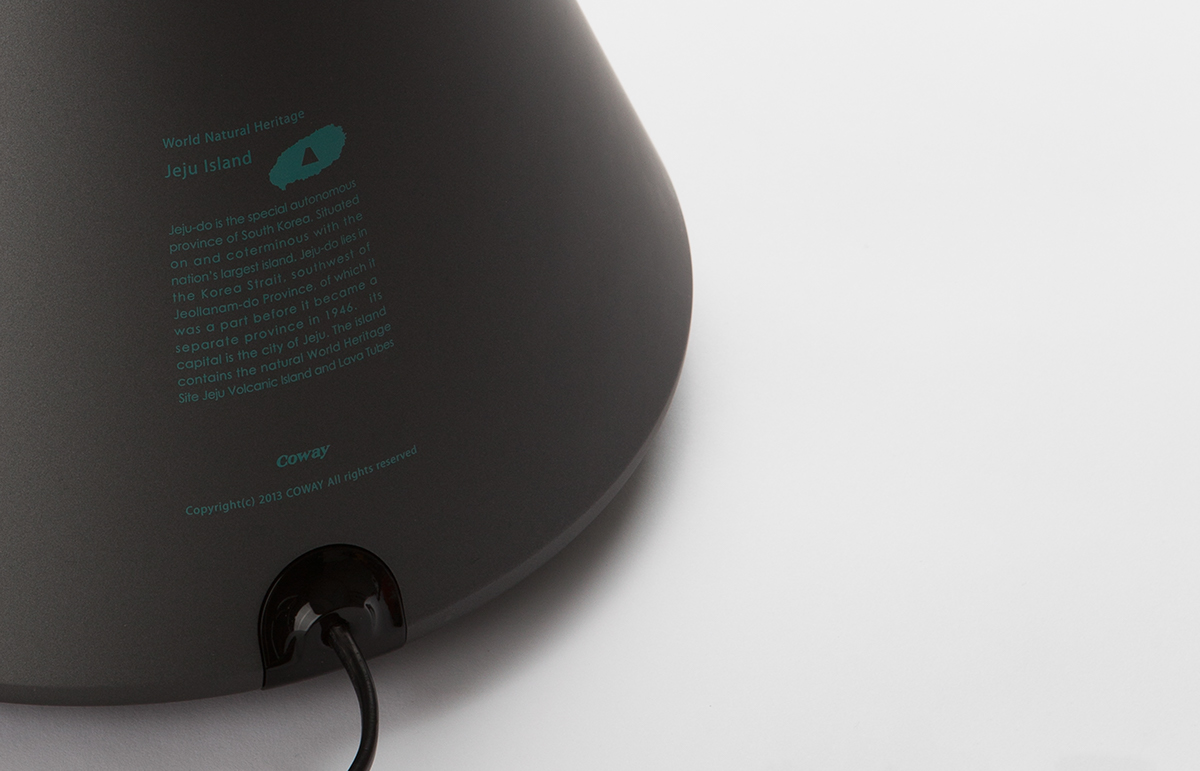 World Natural Heritage
Jeju Island
Jeju-do is the special autonomous
province of South Korea. Situated
on and coterminous with the
nation's largest island. Jeju-do lies in
the Korea Strait, southwest of
Jeollanam-do Province, of which it
was a part before it became a
separate province in 1946. Its
capital is the city of Jeju. The island
contains the natural World Heritage
Site Jeju Volcanic Island and Lava Tubes
Coway
Copyright(c) 2013 COWAY All rights reserved